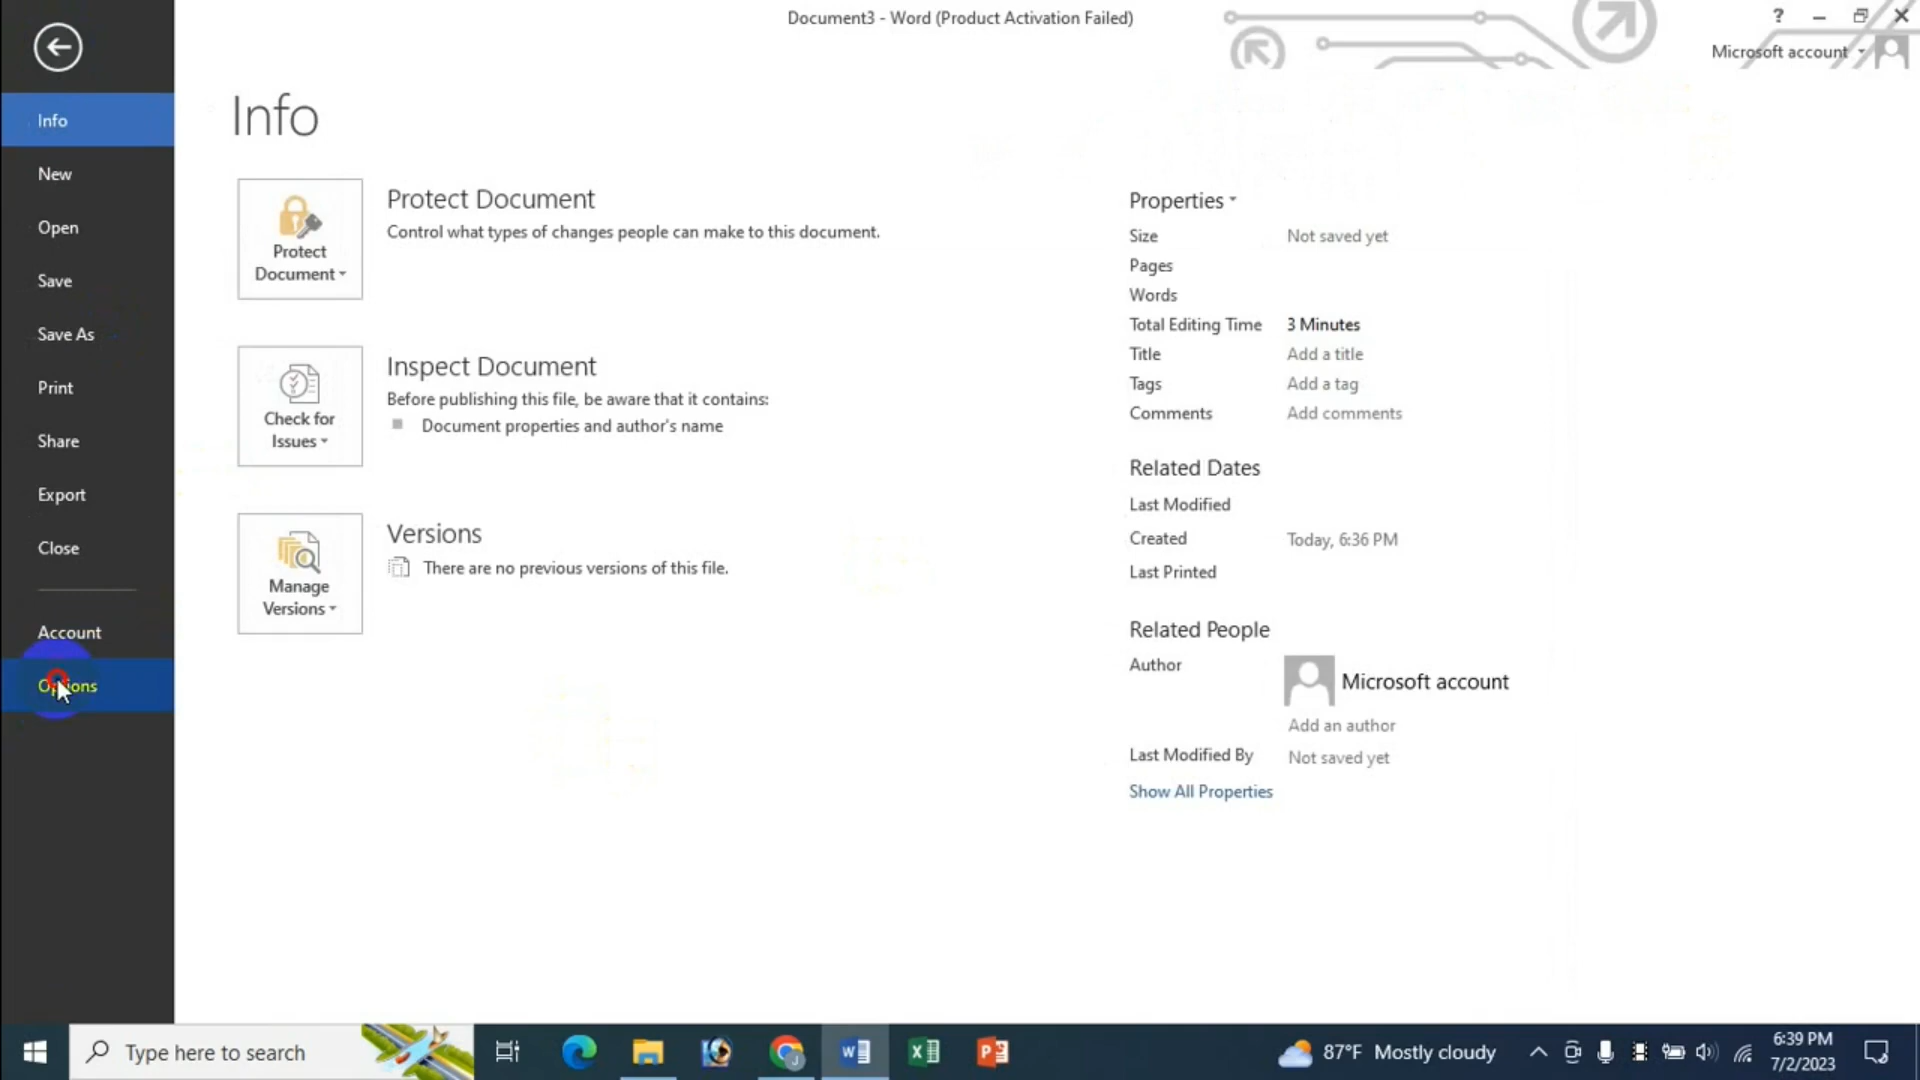 Document3 - Word (Product Activation Failed)
?
Microsoft account
Info
New
Open
Save
Save As
Print
Share
Export
Close
Account
Options
Info
Protect
Document
Protect Document
Control what types of changes people can make to this document.
Check for
Issues
Inspect Document
Before publishing this file, be aware that it contains:
Document properties and author's name
Manage
Versions
Versions
There are no previous versions of this file.
Properties
Size Not saved yet
Pages
Words
Total Editing Time 3 Minutes
Title Add a title
Tags Add a tag
Comments Add comments
Related Dates
Last Modified
Created Today, 6:36 PM
Last Printed
Related People
Author Microsoft account
Add an author
Last Modified By Not saved yet
Show All Properties
Type here to search
87°F Mostly cloudy
6:39 PM
7/2/2023